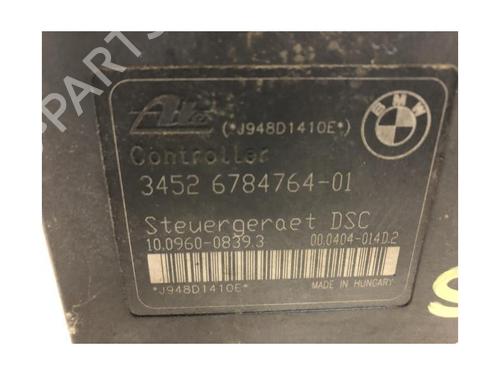 PARTS
Ate
(*J948D1410E*)
BMW
Controller
3452 6784764-01
Steuergeraet DSC
10.0960-0839.3
00.0404-014D.2
*J948D1410E*
MADE IN HUNGARY